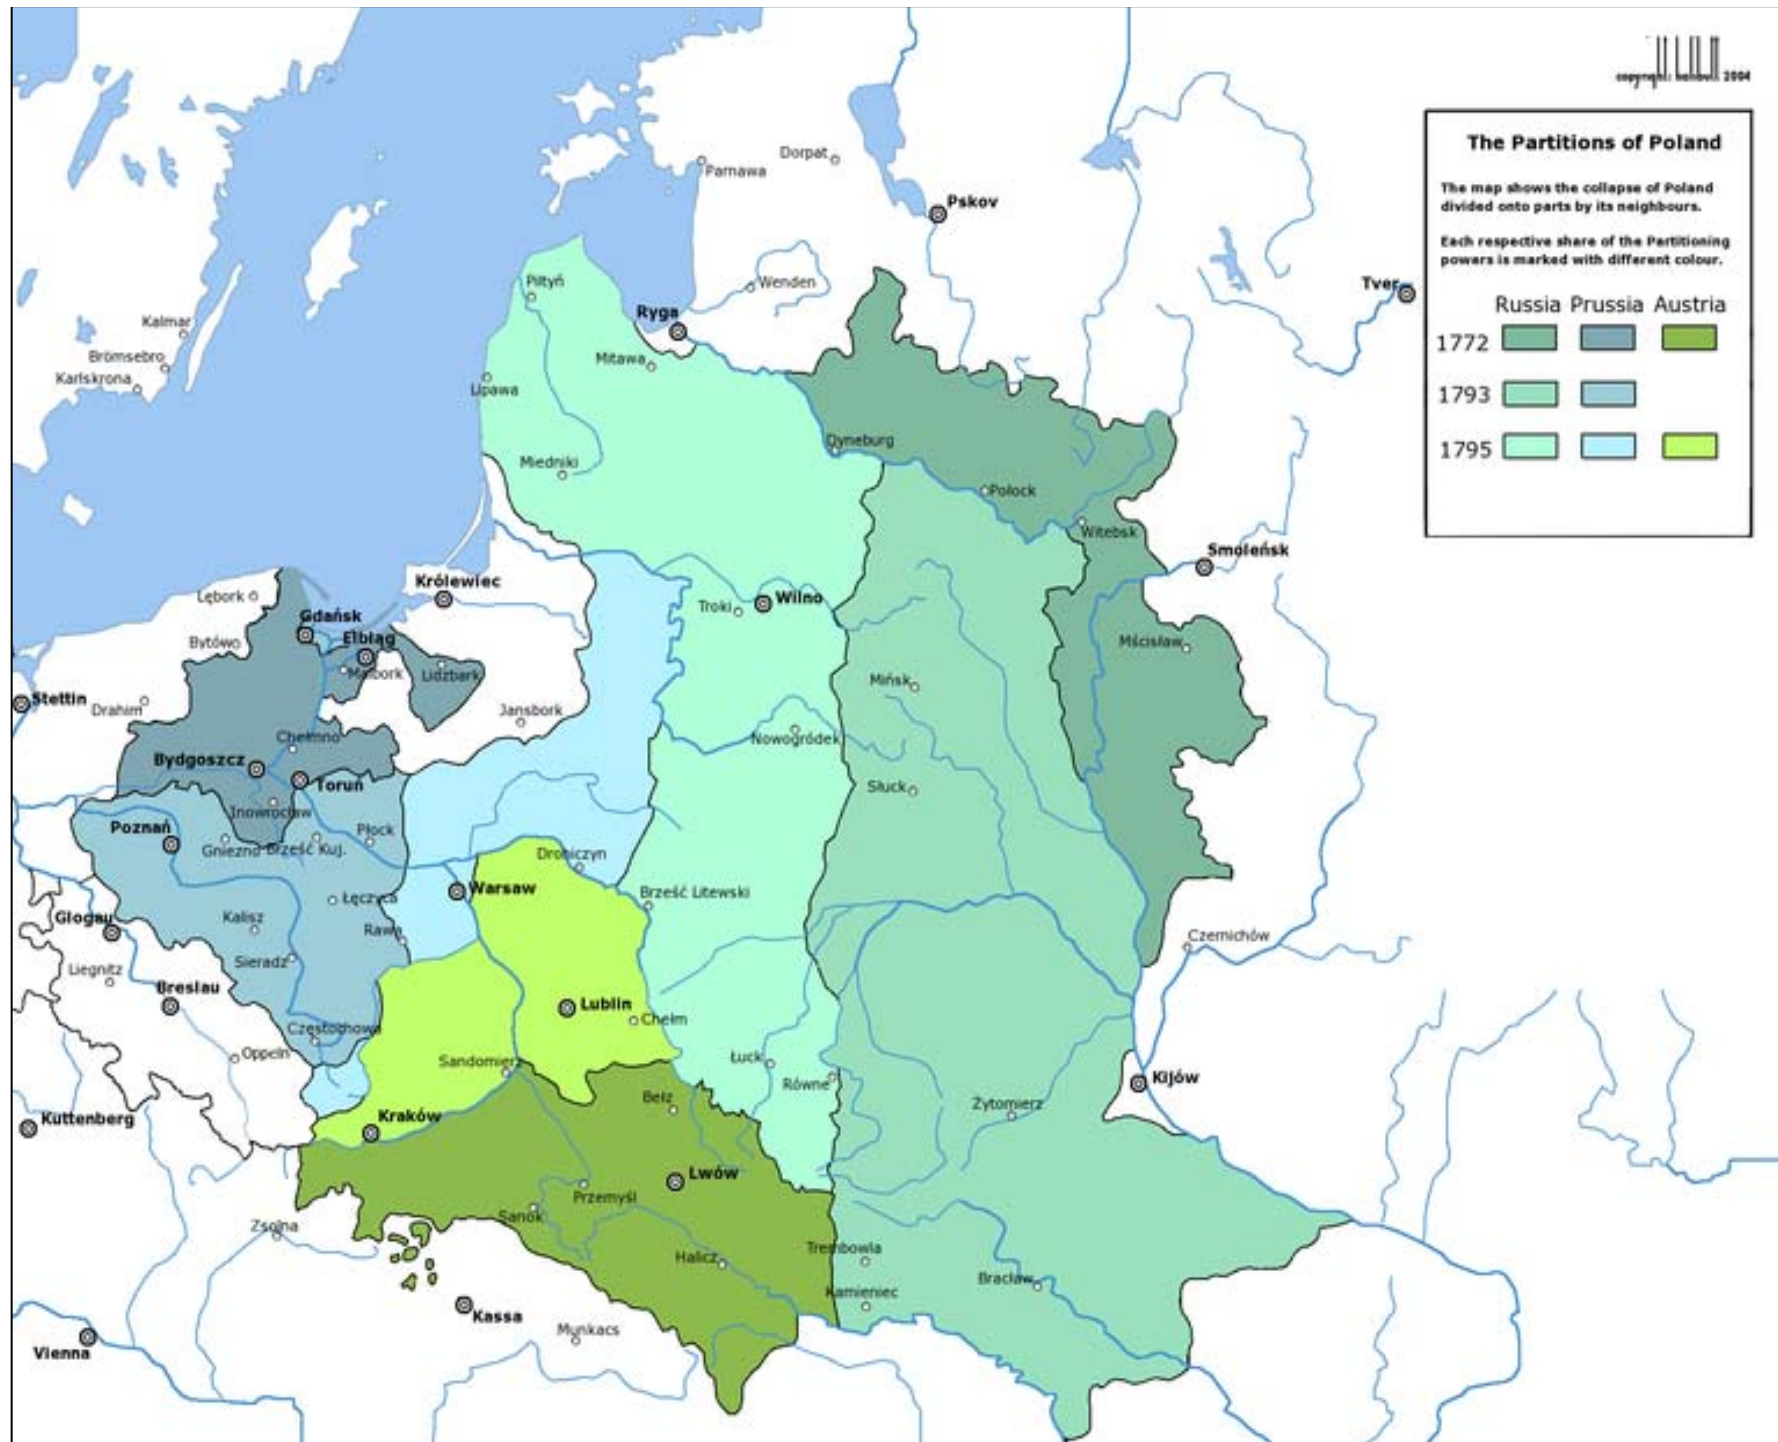 copyright: halibutt 2004
The Partitions of Poland
The map shows the collapse of Poland
divided onto parts by its neighbours.
Each respective share of the Partitioning
powers is marked with different colour.
Russia Prussia Austria
1772
1793
1795
Dorpat
Parnawa
Pskov
Piltyń
Wenden
Tver
Ryga
Kalmar
Brömsebro
Mitawa
Karlskrona
Lipawa
Dyneburg
Miedniki
Połock
Witebsk
Smoleńsk
Królewiec
Lębork
Troki
Wilno
Gdańsk
Bytówo
Elbląg
Mścisław
Malbork
Lidzbark
Mińsk
Stettin
Drahim
Jansbork
Chełmno
Nowogródek
Bydgoszcz
Toruń
Słuck
Inowrocław
Poznań
Płock
Gniezno
Brześć Kuj.
Drohiczyn
Warsaw
Brześć Litewski
Łęczyca
Glogau
Kalisz
Rawa
Czernichów
Sieradz
Liegnitz
Breslau
Lublin
Chełm
Częstochowa
Oppeln
Sandomierz
Łuck
Równe
Kijów
Bełz
Żytomierz
Kuttenberg
Kraków
Lwów
Przemyśl
Sanok
Zsolna
Halicz
Trembowla
Bracław
Kamieniec
Kassa
Munkacs
Vienna